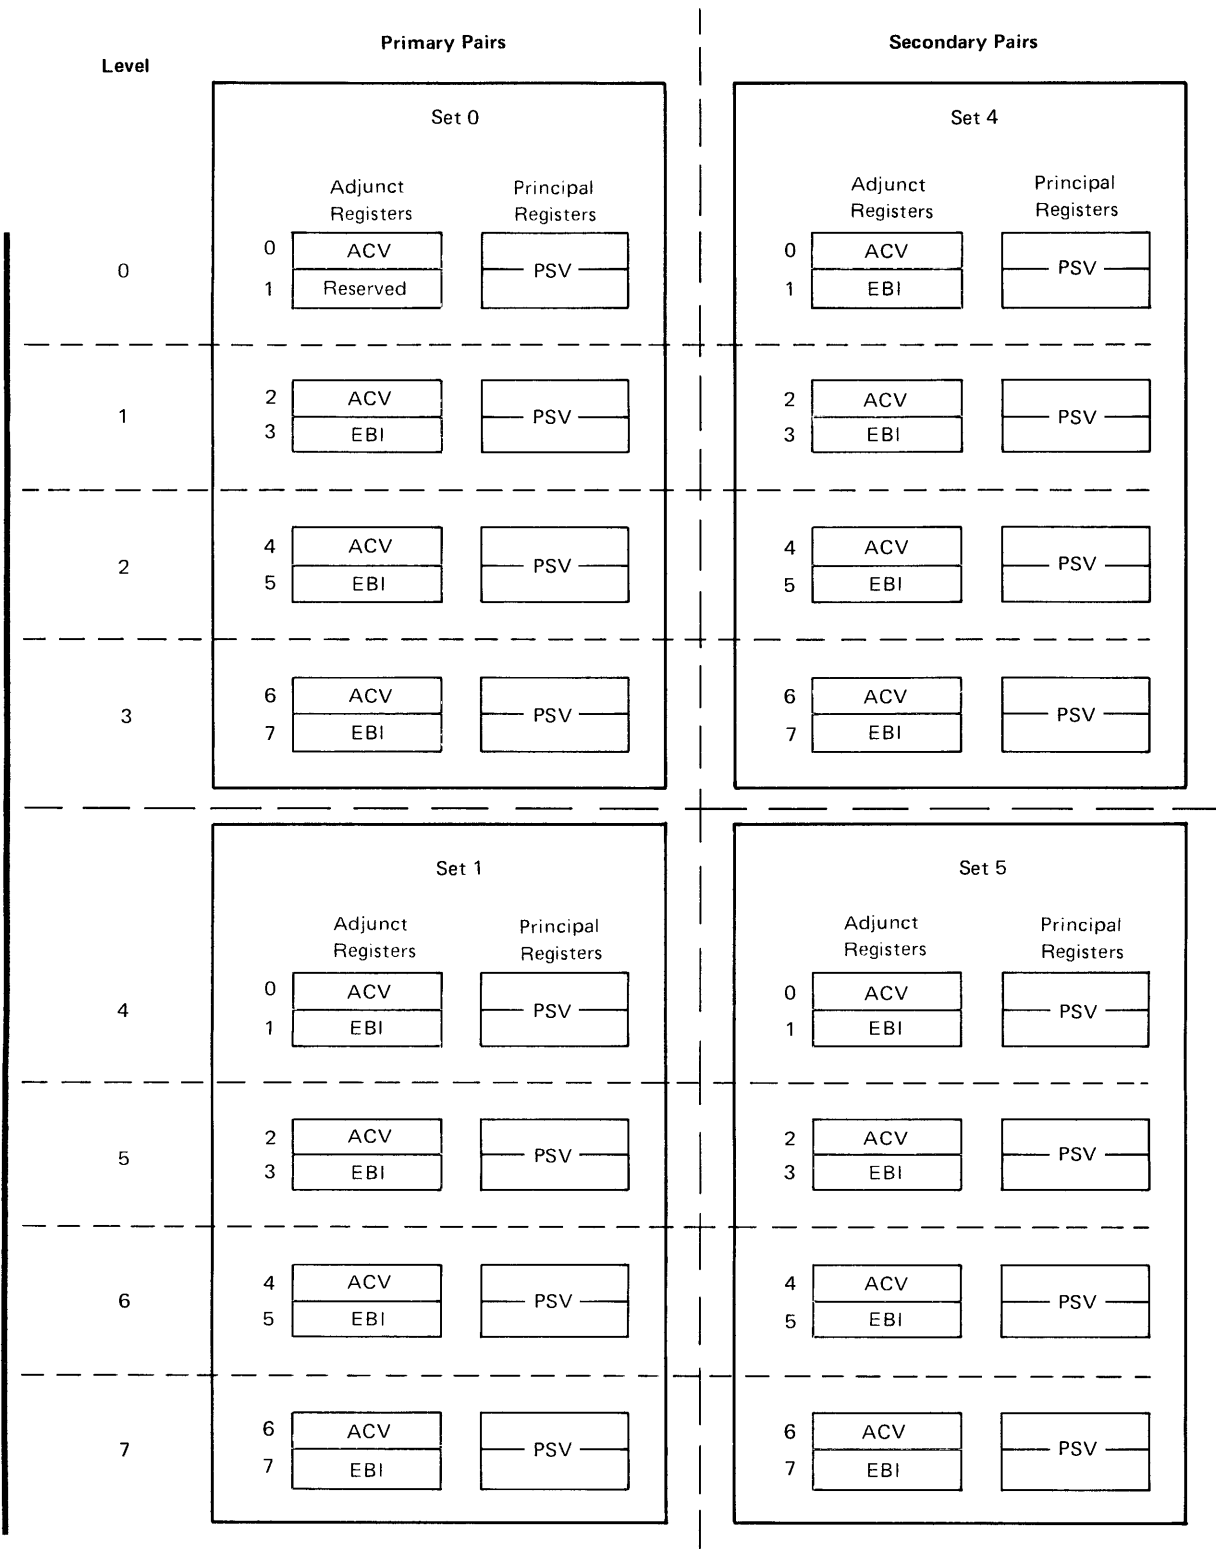 Primary Pairs Secondary Pairs
Level
Set 0 Set 4
Adjunct Principal Adjunct Principal
Registers Registers Registers Registers
0 ACV 0 ACV
0 PSV PSV
1 Reserved 1 EBI
2 ACV 2 ACV
1 PSV PSV
3 EBI 3 EBI
4 ACV 4 ACV
2 PSV PSV
5 EBI 5 EBI
6 ACV 6 ACV
3 PSV PSV
7 EBI 7 EBI
Set 1 Set 5
Adjunct Principal Adjunct Principal
Registers Registers Registers Registers
0 ACV 0 ACV
4 PSV PSV
1 EBI 1 EBI
2 ACV 2 ACV
5 PSV PSV
3 EBI 3 EBI
4 ACV 4 ACV
6 PSV PSV
5 EBI 5 EBI
6 ACV 6 ACV
7 PSV PSV
7 EBI 7 EBI